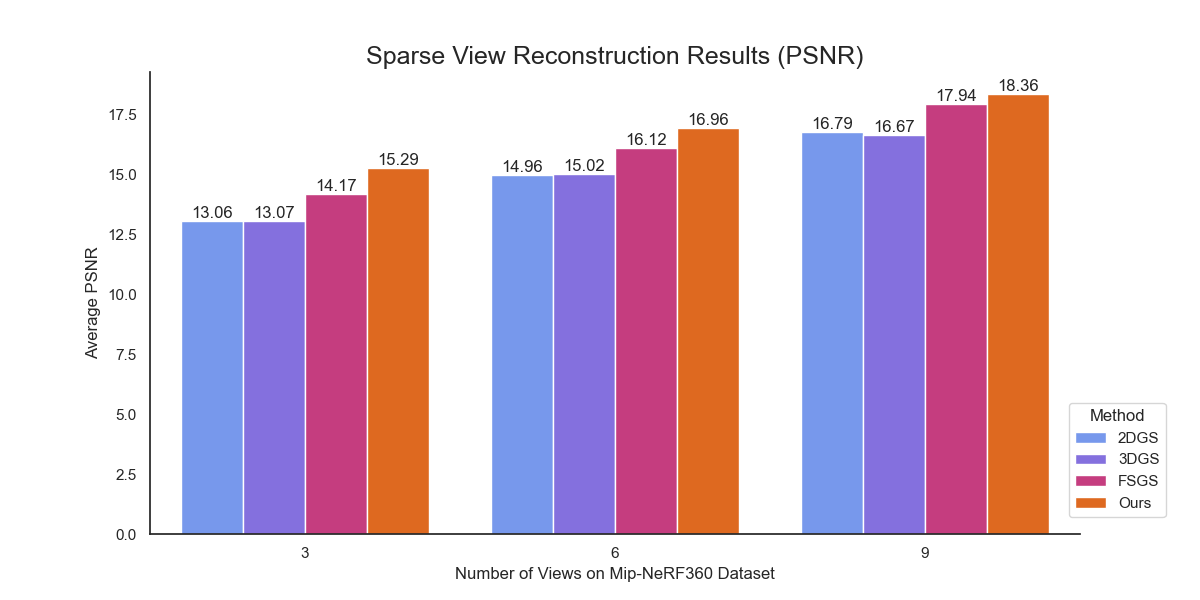 Sparse View Reconstruction Results (PSNR)
Average PSNR
17.5
15.0
12.5
10.0
7.5
5.0
2.5
0.0
13.06
13.07
14.17
15.29
14.96
15.02
16.12
16.96
16.79
16.67
17.94
18.36
3
6
9
Number of Views on Mip-NeRF360 Dataset
Method
2DGS
3DGS
FSGS
Ours